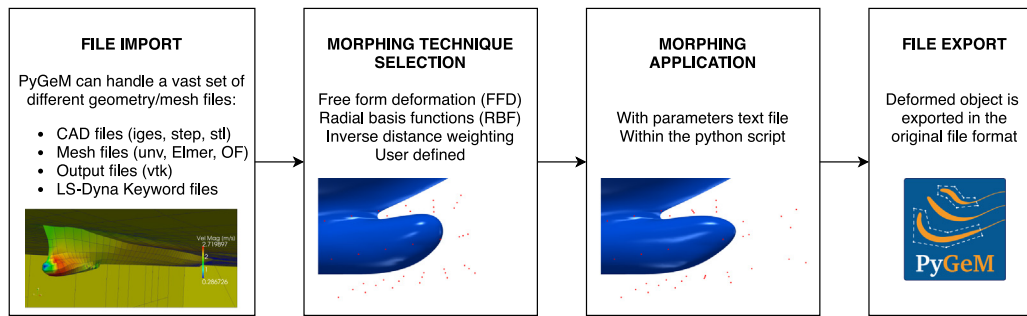 FILE IMPORT
PyGeM can handle a vast set of
different geometry/mesh files:
• CAD files (iges, step, stl)
• Mesh files (unv, Elmer, OF)
• Output files (vtk)
• LS-Dyna Keyword files
Vel Mag (m/s)
2.719897
2
1
0.286726
MORPHING TECHNIQUE
SELECTION
Free form deformation (FFD)
Radial basis functions (RBF)
Inverse distance weighting
User defined
MORPHING
APPLICATION
With parameters text file
Within the python script
FILE EXPORT
Deformed object is
exported in the
original file format
PyGeM